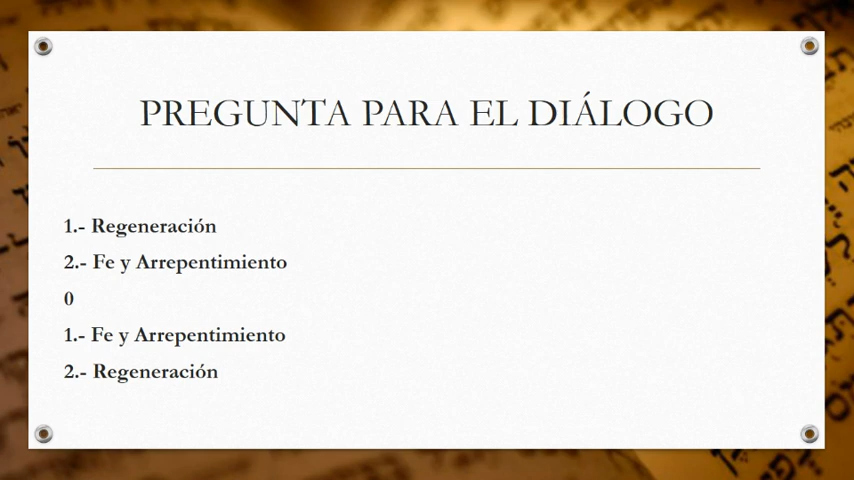 PREGUNTA PARA EL DIÁLOGO
1.- Regeneración
2.- Fe y Arrepentimiento
0
1.- Fe y Arrepentimiento
2.- Regeneración